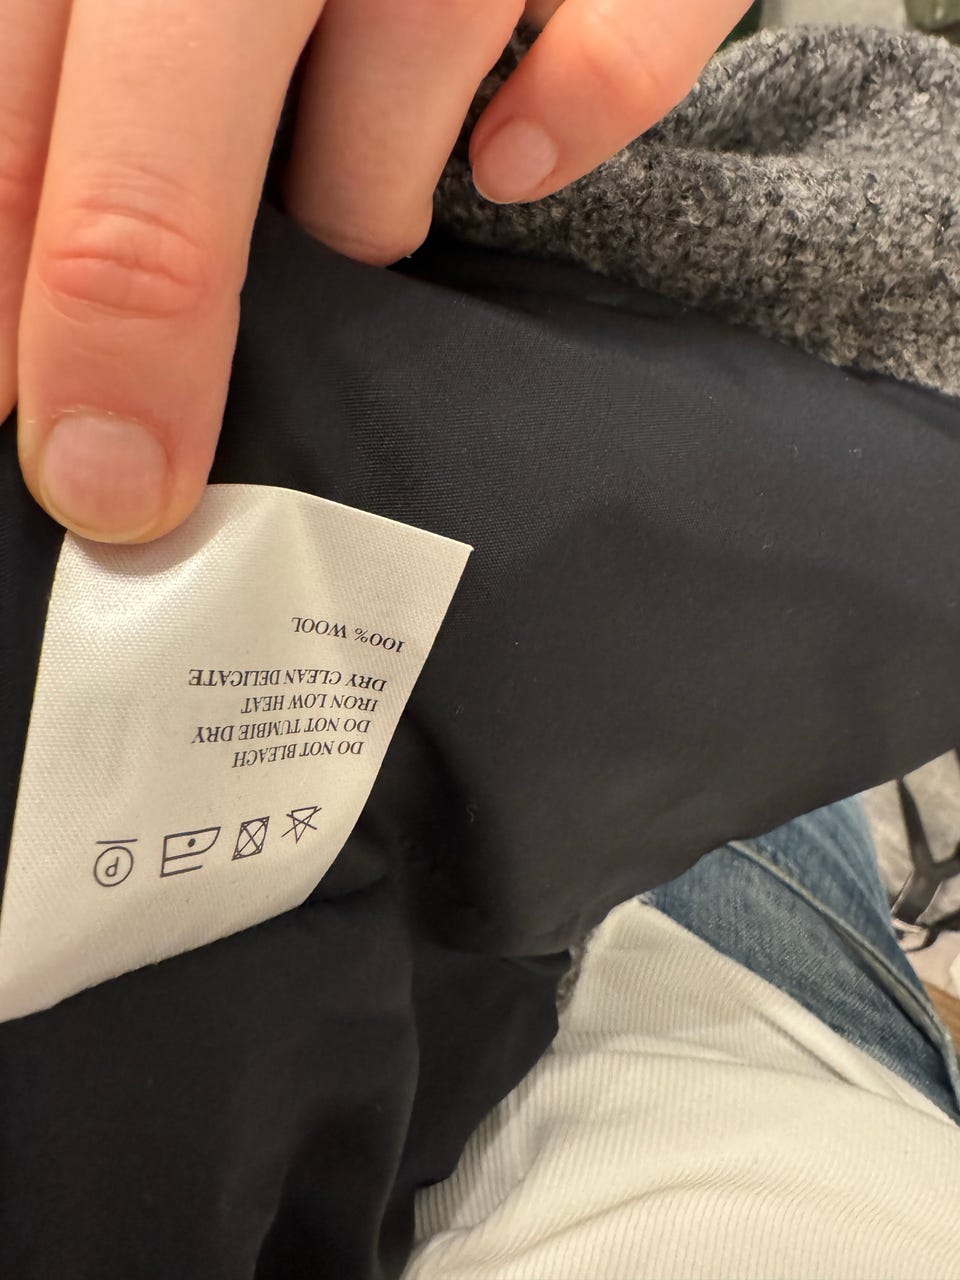 P
DO NOT BLEACH
DO NOT TUMBIE DRY
IRON LOW HEAT
DRY CLEAN DELICATE
100% WOOL